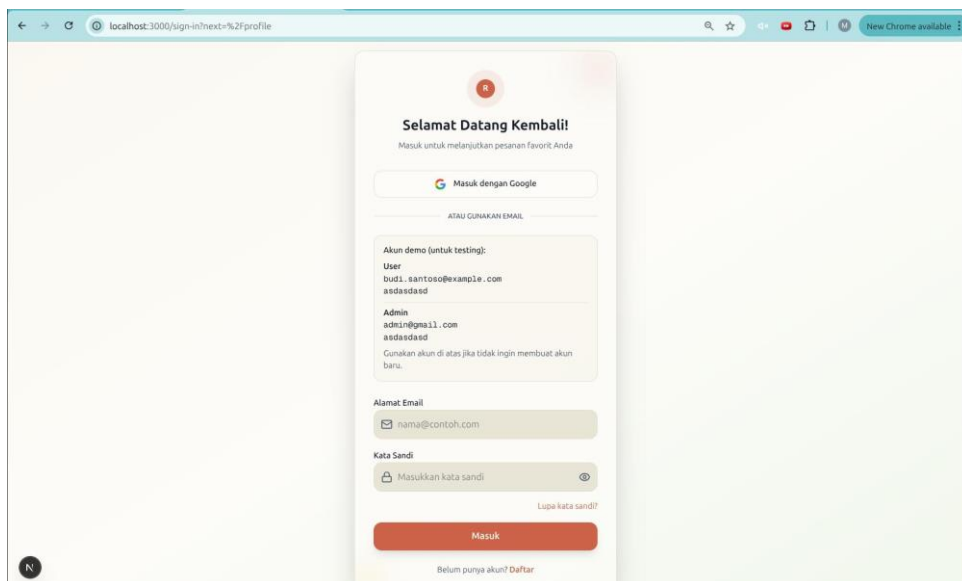 localhost:3000/sign-in?next=%2Fprofile
M
New Chrome available
R
Selamat Datang Kembali!
Masuk untuk melanjutkan pesanan favorit Anda
G Masuk dengan Google
ATAU GUNAKAN EMAIL
Akun demo (untuk testing):
User
budi.santoso@example.com
asdasdasd
Admin
admin@gmail.com
asdasdasd
Gunakan akun di atas jika tidak ingin membuat akun
baru.
Alamat Email
nama@contoh.com
Kata Sandi
Masukkan kata sandi
Lupa kata sandi?
Masuk
Belum punya akun? Daftar
N